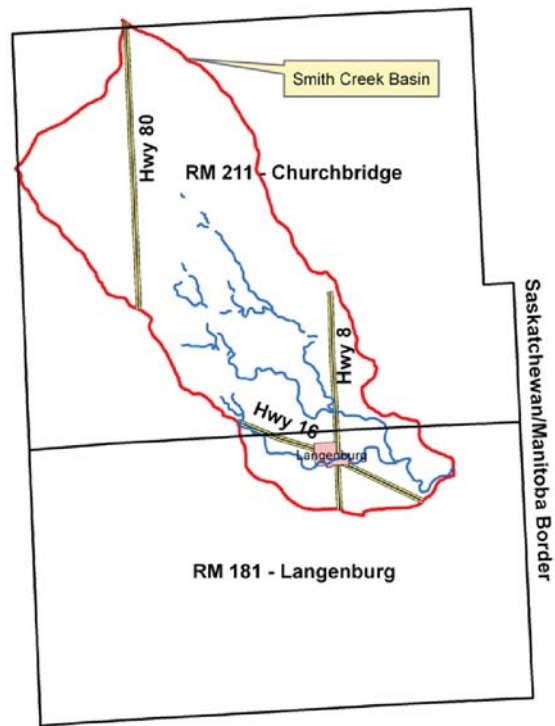 Smith Creek Basin
Hwy 80
RM 211 - Churchbridge
Saskatchewan/Manitoba Border
Hwy 8
Hwy 16
Langenburg
RM 181 - Langenburg